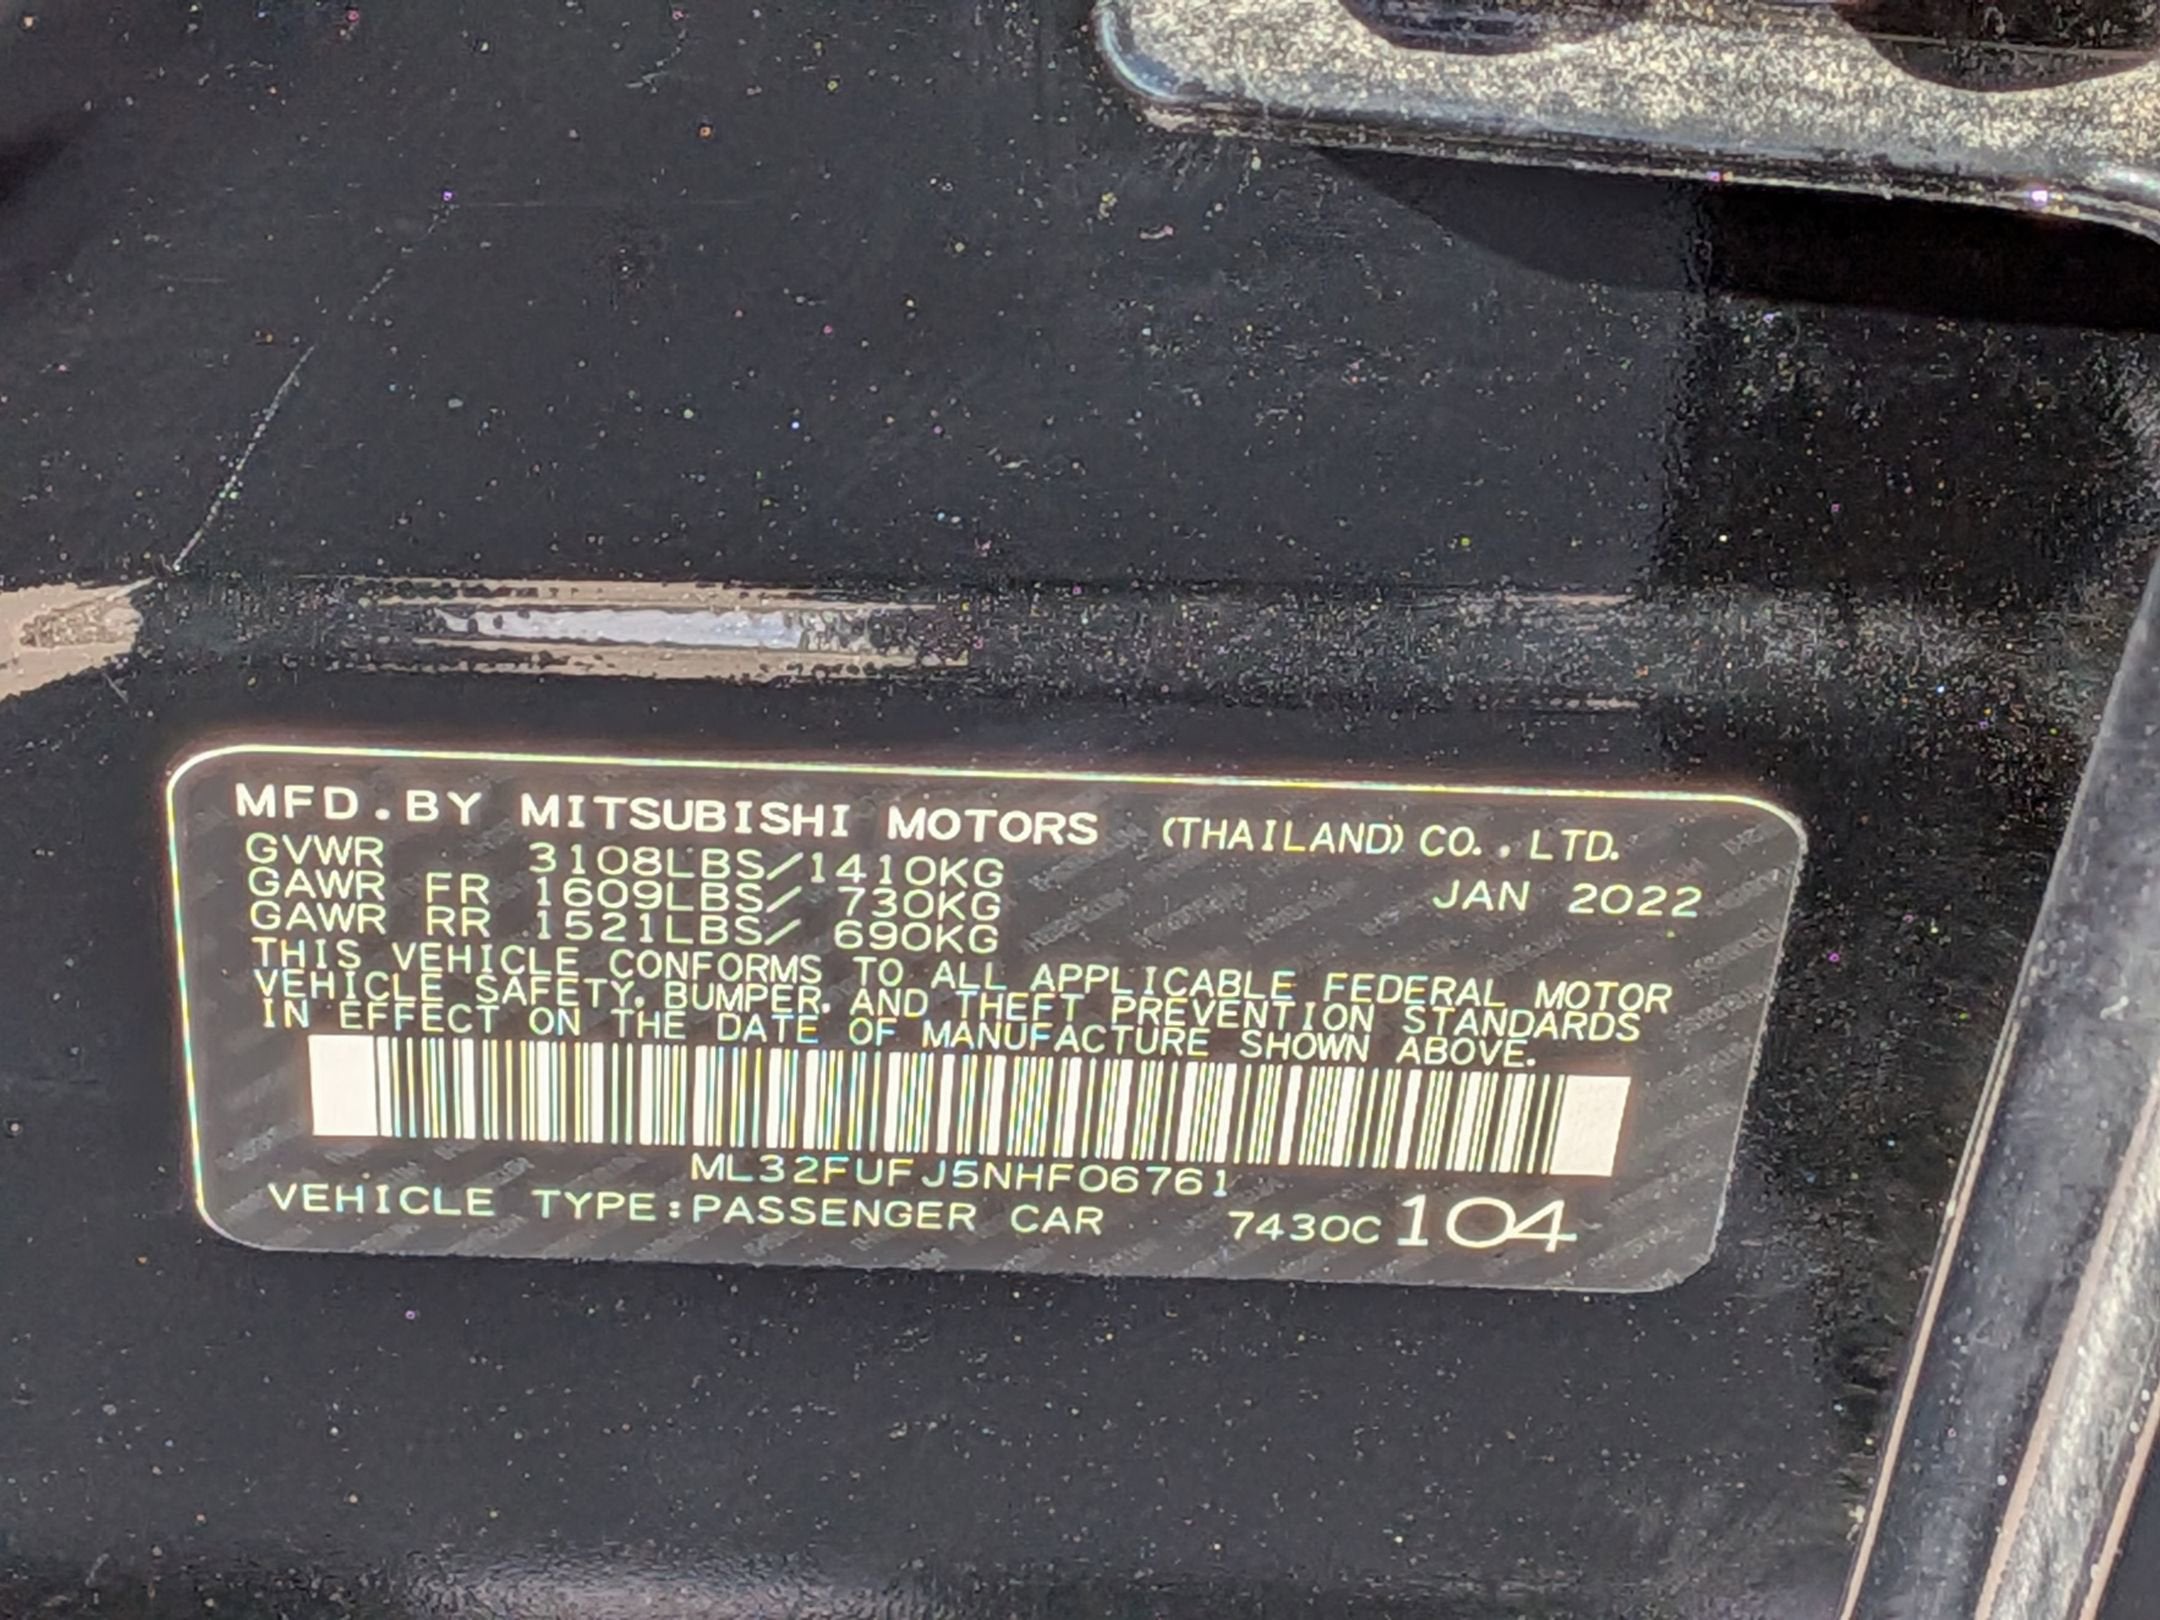 MFD.BY MITSUBISHI MOTORS (THAILAND) CO., LTD.
GVWR 3108LBS/1410KG
GAWR FR 1609LBS/ 730KG JAN 2022
GAWR RR 1521LBS/ 690KG
THIS VEHICLE CONFORMS TO ALL APPLICABLE FEDERAL MOTOR
VEHICLE SAFETY, BUMPER, AND THEFT PREVENTION STANDARDS
IN EFFECT ON THE DATE OF MANUFACTURE SHOWN ABOVE.
ML32FUFJ5NHF06761
VEHICLE TYPE:PASSENGER CAR 7430C 104